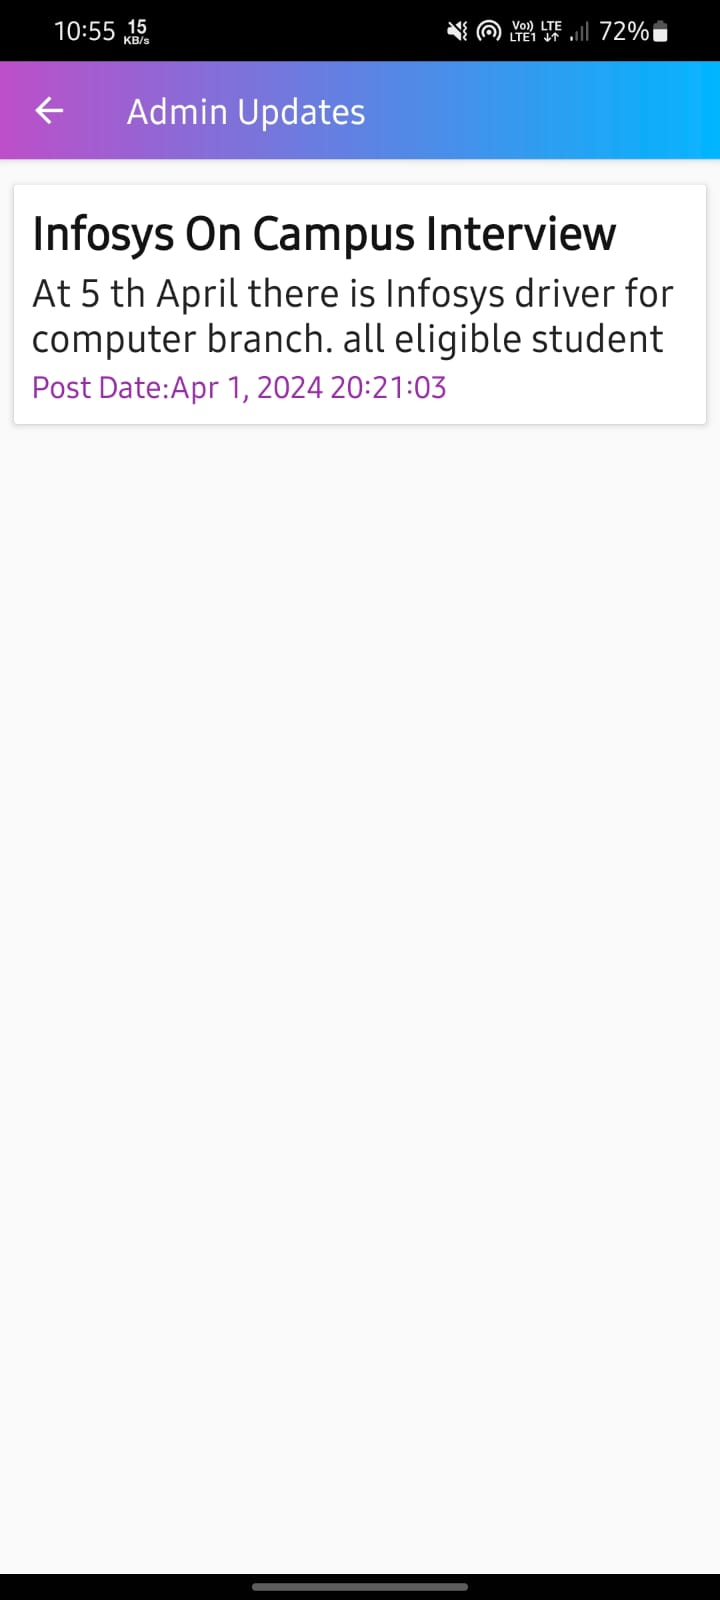 10:55 15 KB/s Vo)) LTE1 LTE 72%
Admin Updates
Infosys On Campus Interview
At 5 th April there is Infosys driver for
computer branch. all eligible student
Post Date:Apr 1, 2024 20:21:03